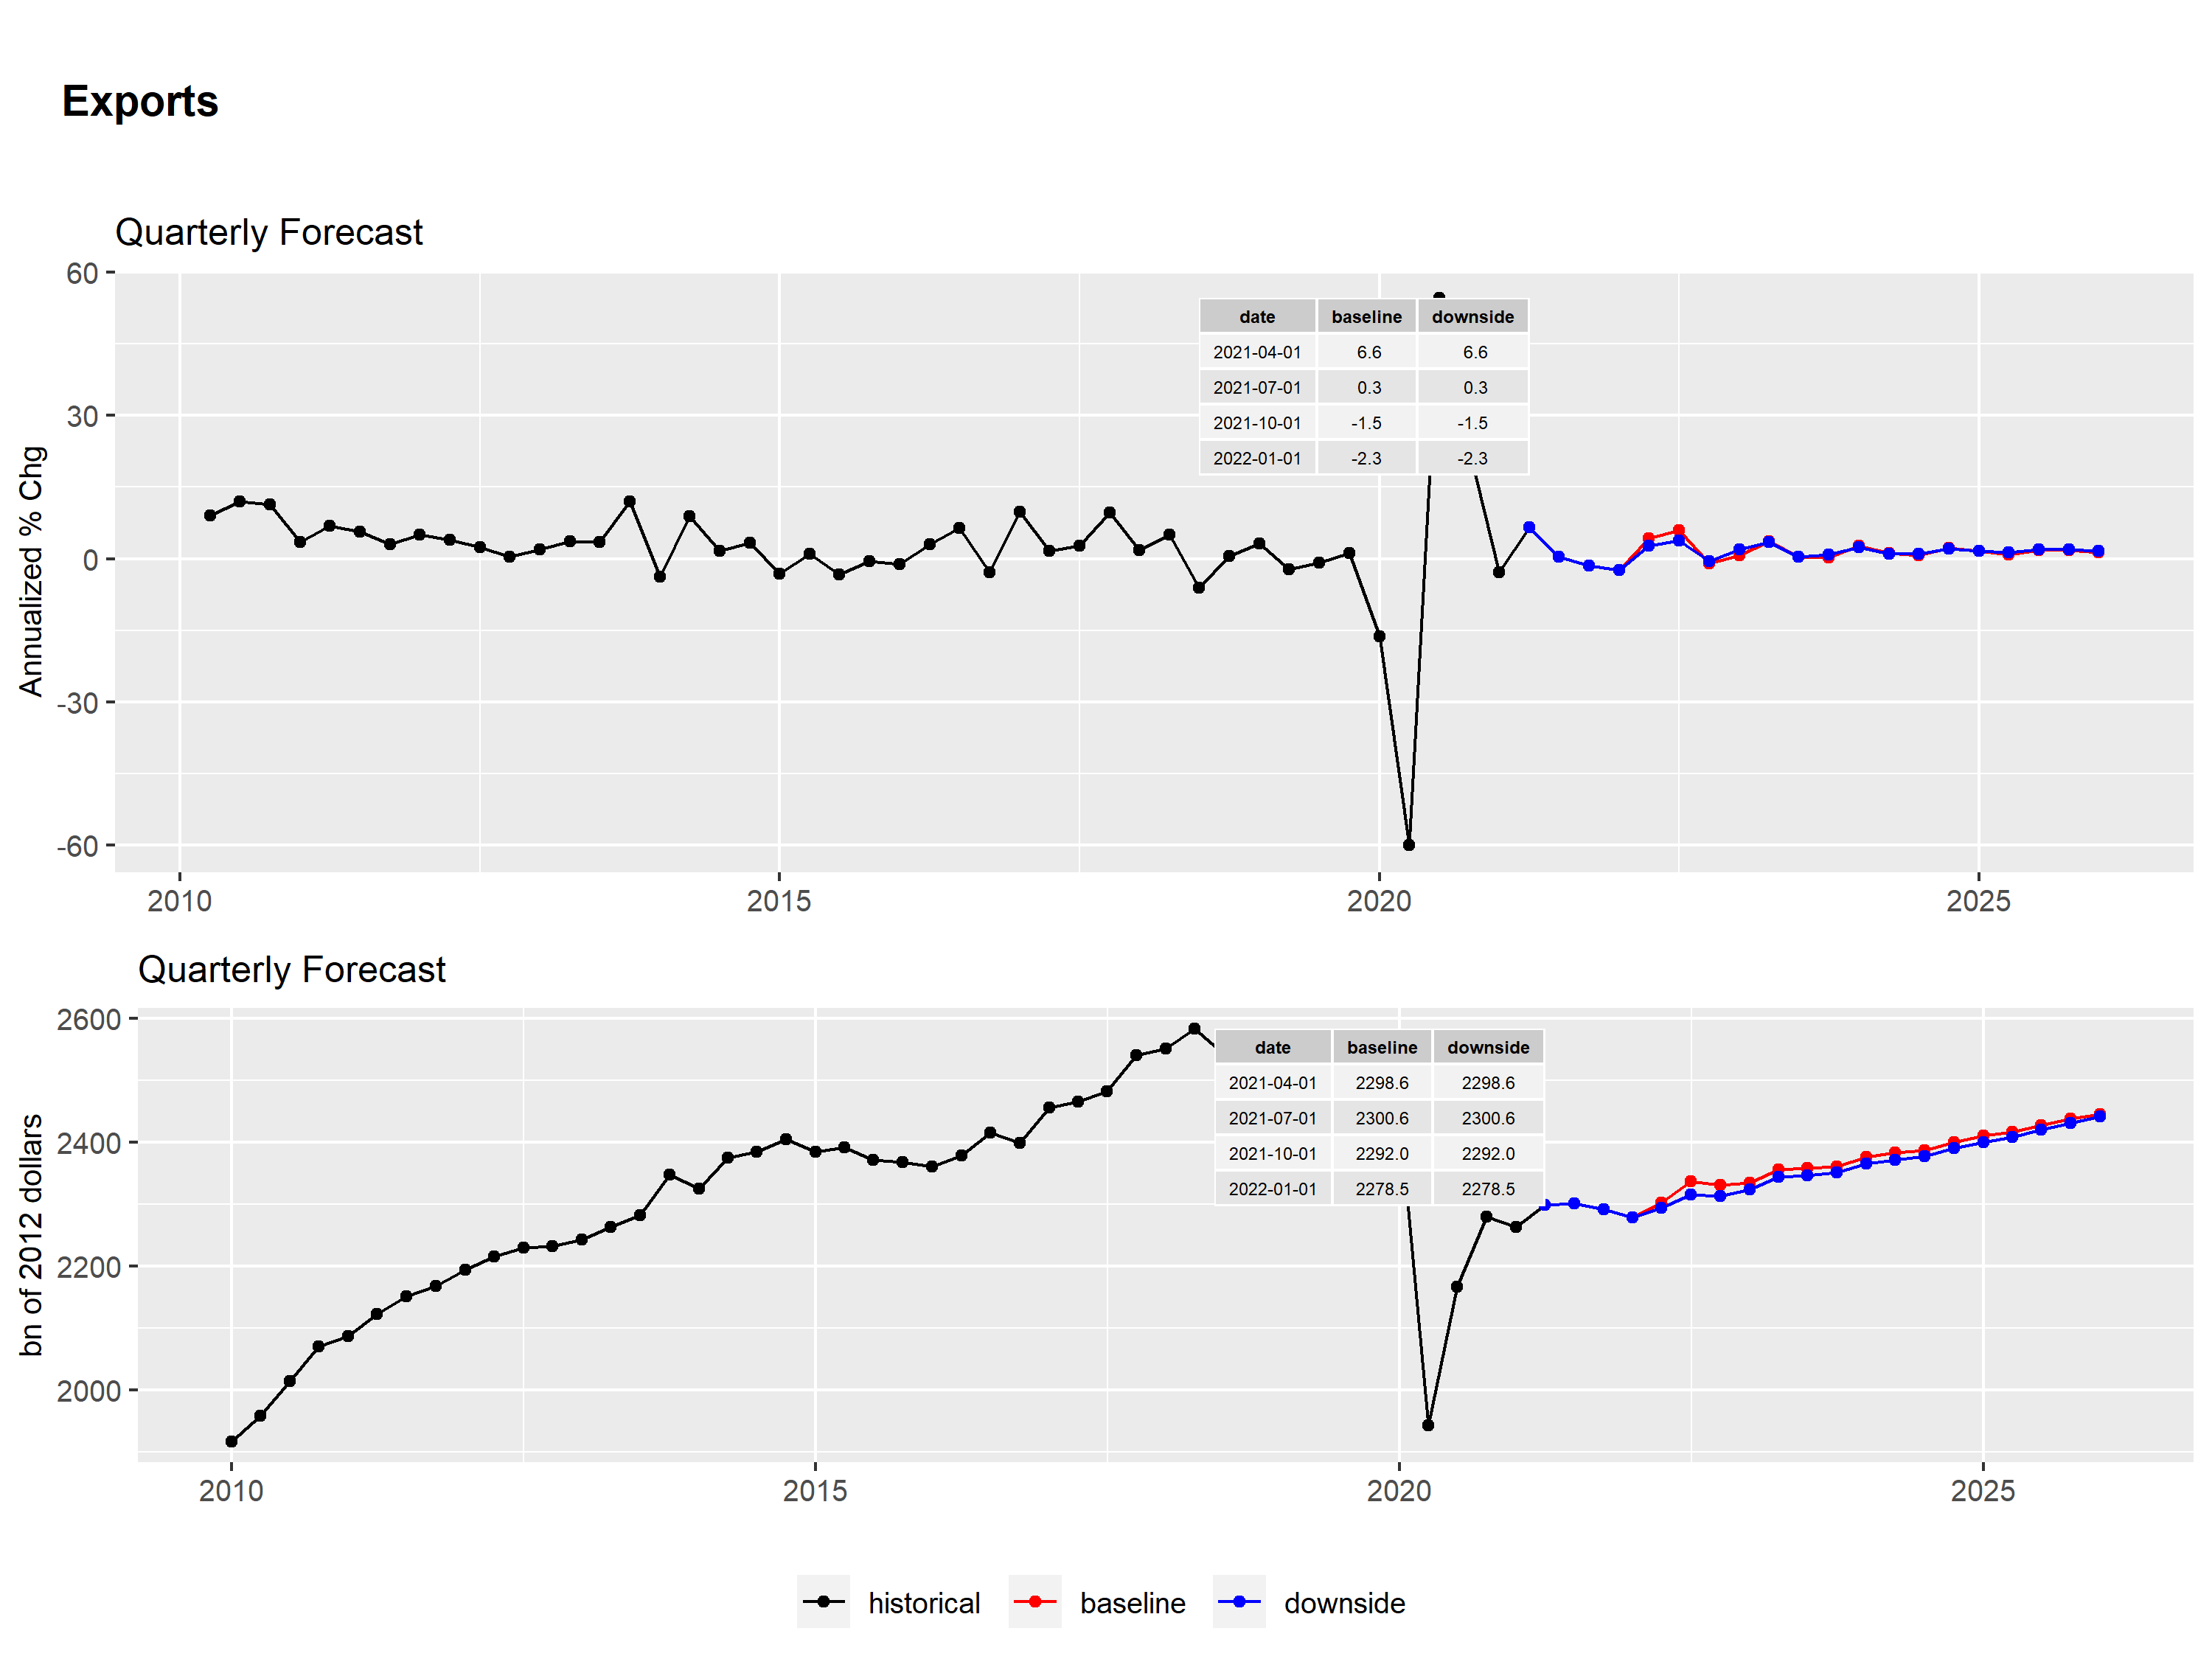 Exports
Quarterly Forecast
Annualized % Chg
60
30
0
-30
-60
date baseline downside
2021-04-01 6.6 6.6
2021-07-01 0.3 0.3
2021-10-01 -1.5 -1.5
2022-01-01 -2.3 -2.3
2010 2015 2020 2025
Quarterly Forecast
bn of 2012 dollars
2600
2400
2200
2000
date baseline downside
2021-04-01 2298.6 2298.6
2021-07-01 2300.6 2300.6
2021-10-01 2292.0 2292.0
2022-01-01 2278.5 2278.5
2010 2015 2020 2025
historical baseline downside